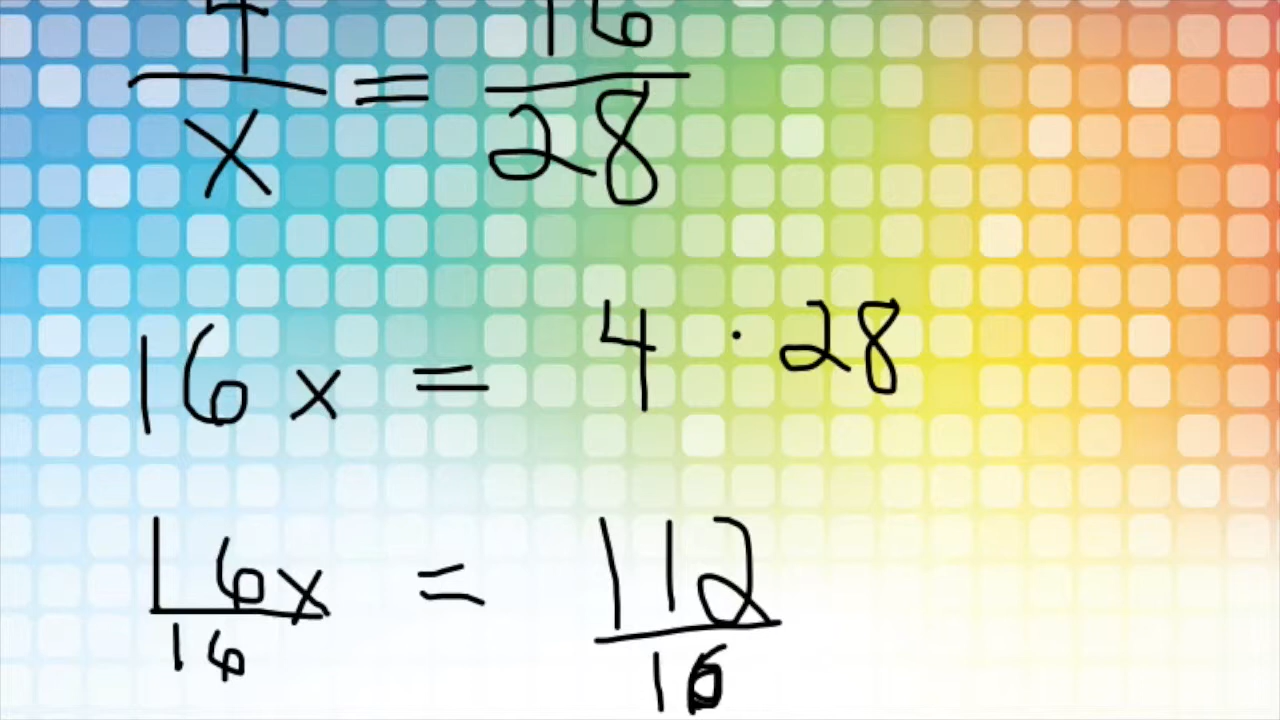 4/x = 16/28
16x = 4 · 28
16x/16 = 112/16